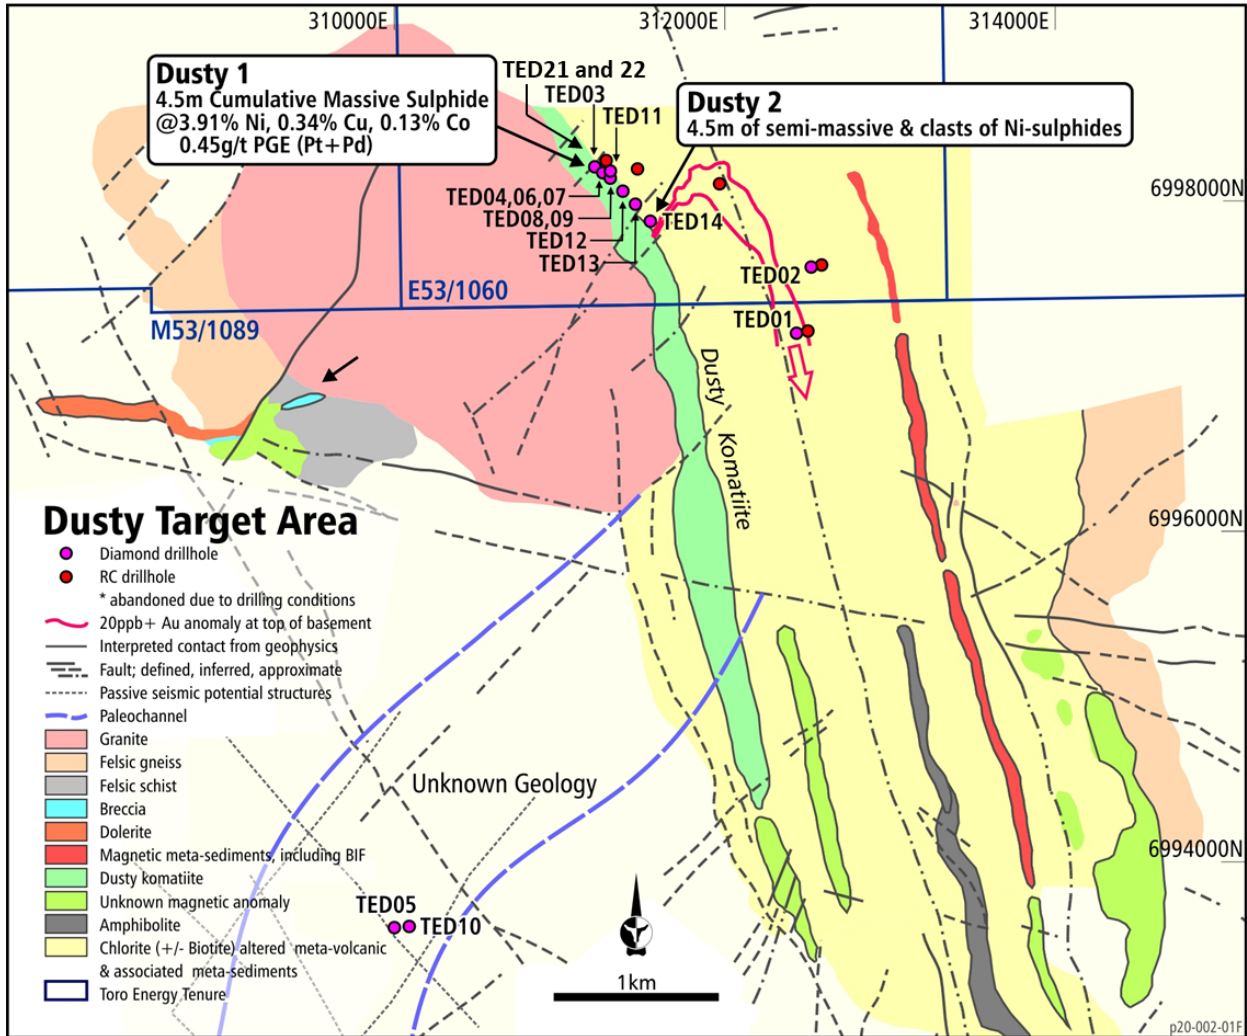 310000E
312000E
314000E
Dusty 1
4.5m Cumulative Massive Sulphide
@3.91% Ni, 0.34% Cu, 0.13% Co
0.45g/t PGE (Pt+Pd)
TED21 and 22
TED03
TED11
Dusty 2
4.5m of semi-massive & clasts of Ni-sulphides
6998000N
TED04,06,07
TED08,09
TED12
TED13
TED14
TED02
TED01
E53/1060
M53/1089
Dusty Komatiite
6996000N
Dusty Target Area
Diamond drillhole
RC drillhole
* abandoned due to drilling conditions
20ppb+ Au anomaly at top of basement
Interpreted contact from geophysics
Fault; defined, inferred, approximate
Passive seismic potential structures
Paleochannel
Granite
Felsic gneiss
Felsic schist
Breccia
Dolerite
Magnetic meta-sediments, including BIF
Dusty komatiite
Unknown magnetic anomaly
Amphibolite
Chlorite (+/- Biotite) altered meta-volcanic
& associated meta-sediments
Toro Energy Tenure
Unknown Geology
6994000N
TED05
TED10
1km
p20-002-01F